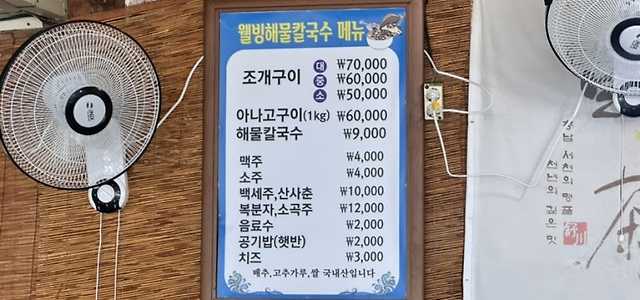 웰빙해물칼국수 메뉴
조개구이 대 ₩70,000
중 ₩60,000
소 ₩50,000
아나고구이(1kg) ₩60,000
해물칼국수 ₩9,000
맥주 ₩4,000
소주 ₩4,000
백세주,산사춘 ₩10,000
복분자,소곡주 ₩12,000
음료수 ₩2,000
공기밥(햇반) ₩2,000
치즈 ₩3,000
배추,고추가루,쌀 국내산입니다
충남 서천의 명품
천년의 깊은 맛